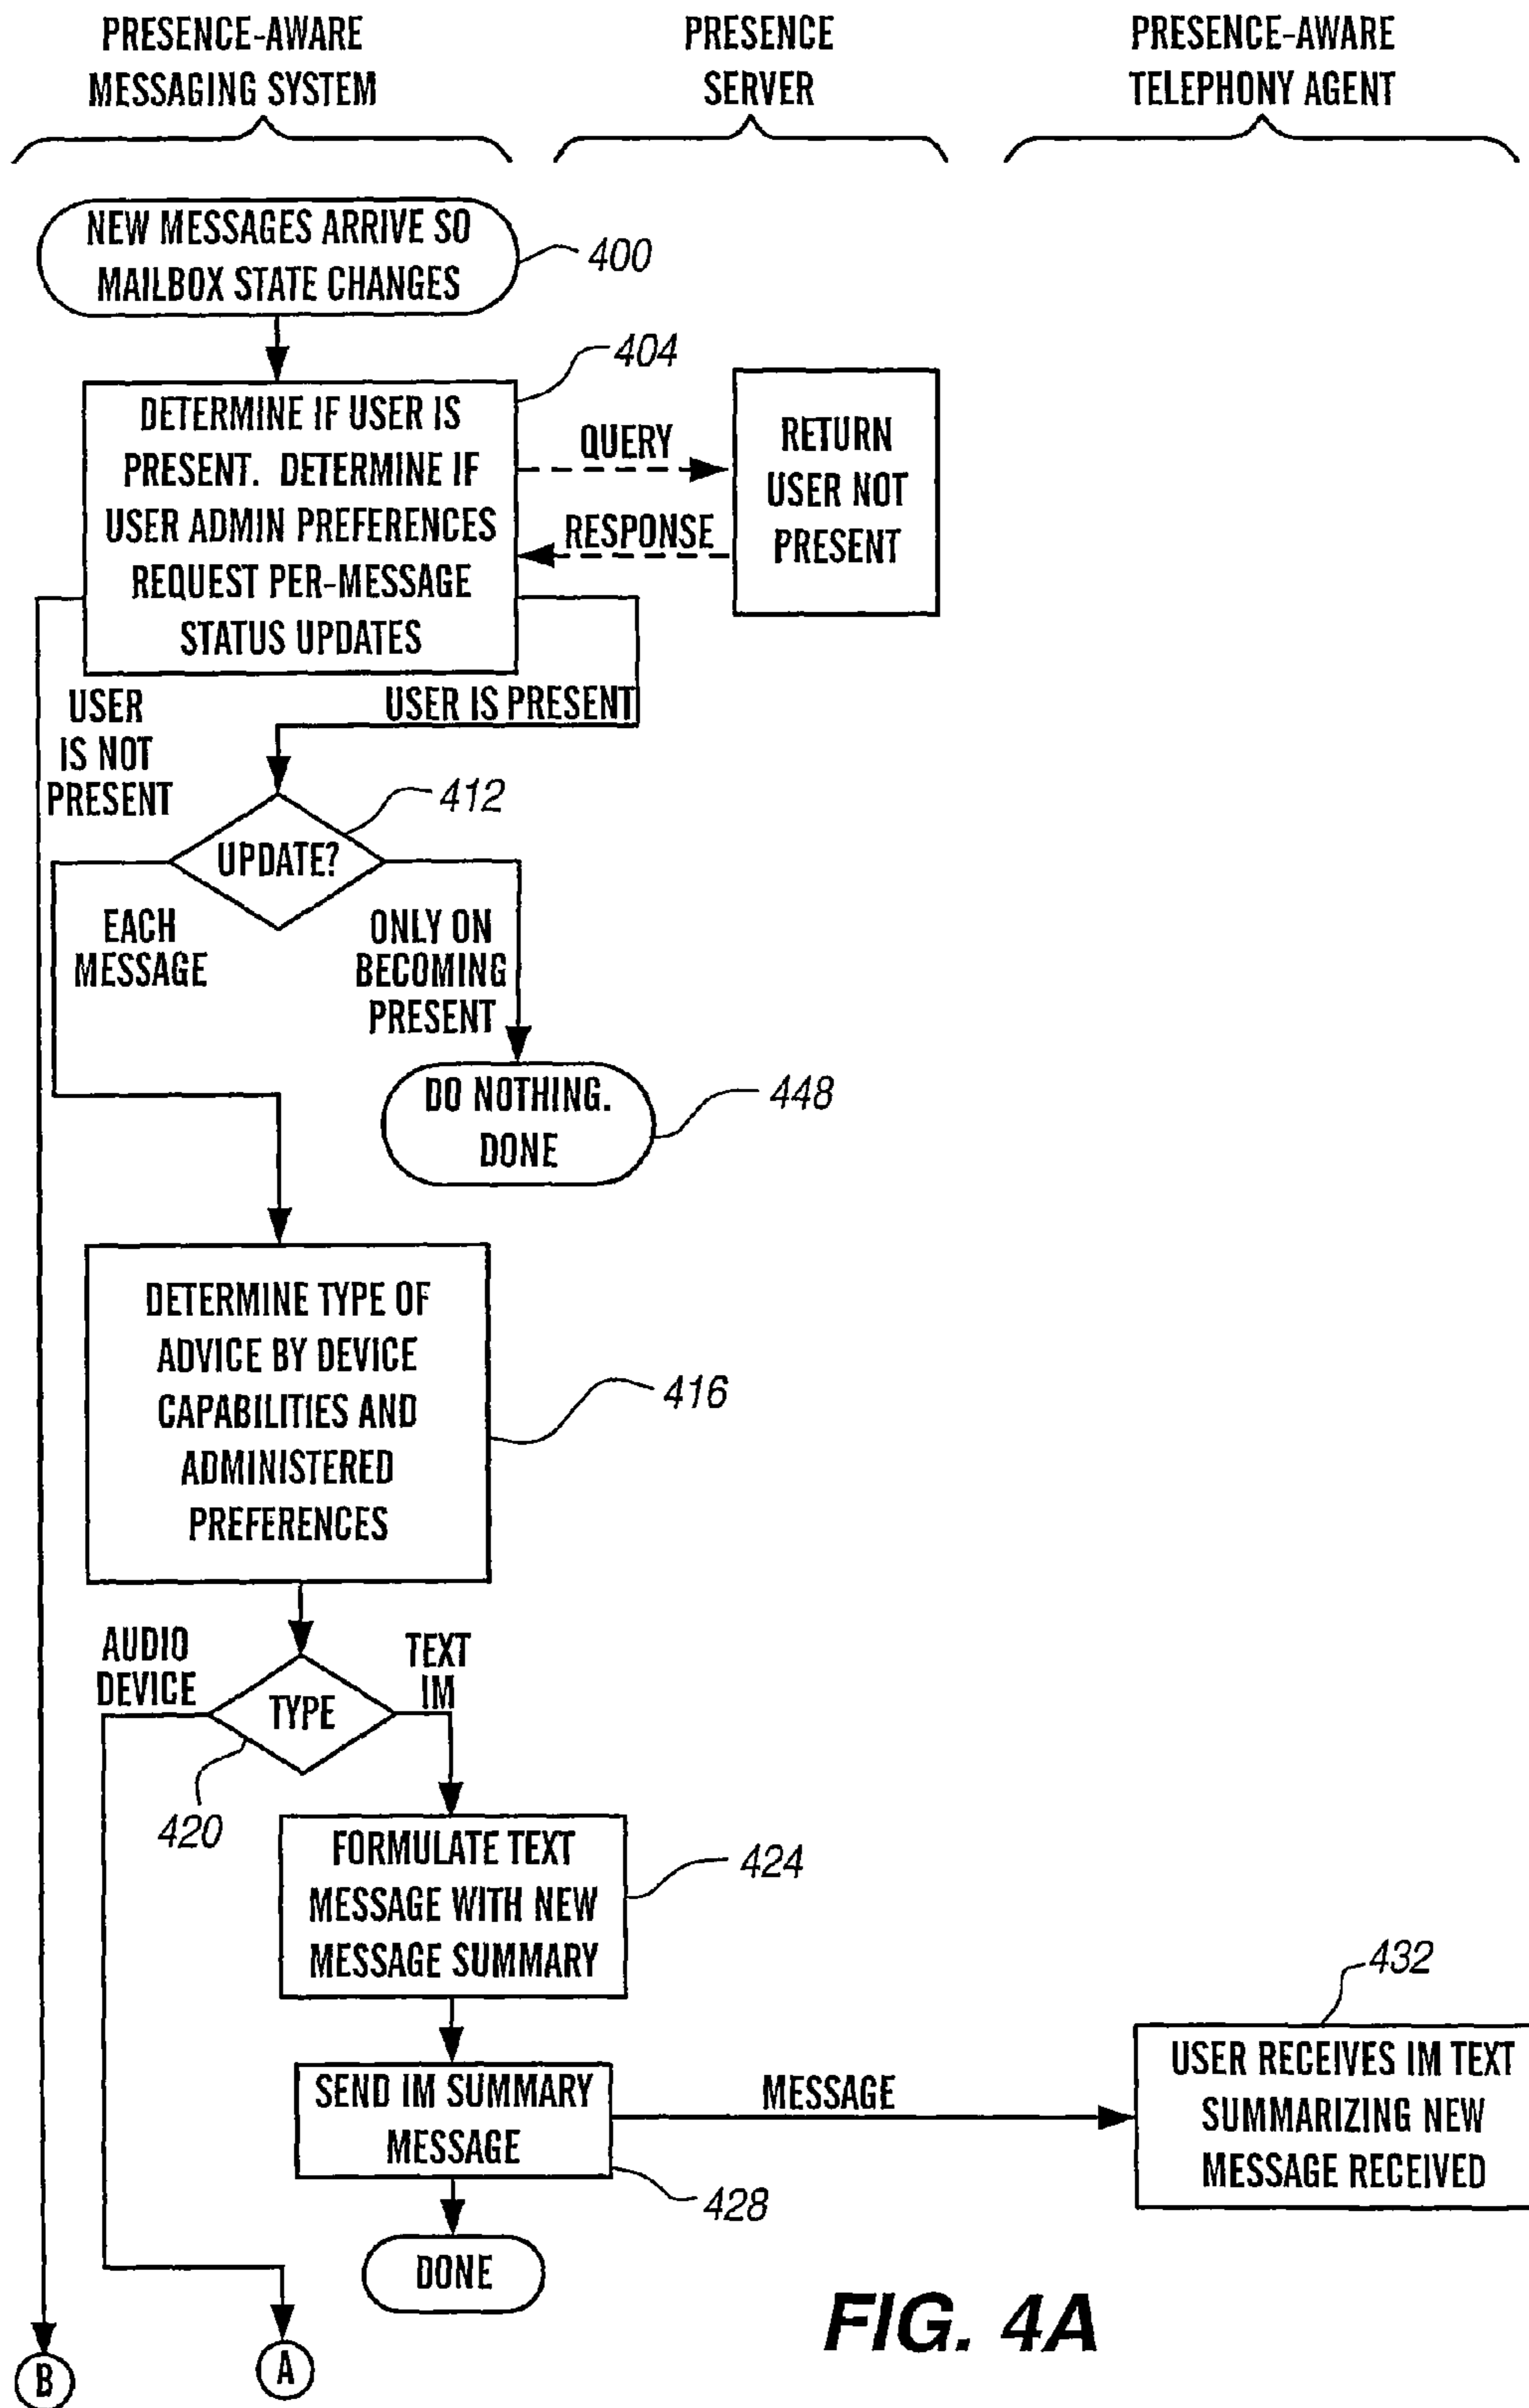 PRESENCE-AWARE
MESSAGING SYSTEM
PRESENCE
SERVER
PRESENCE-AWARE
TELEPHONY AGENT
NEW MESSAGES ARRIVE SO
MAILBOX STATE CHANGES
400
404
DETERMINE IF USER IS
PRESENT. DETERMINE IF
USER ADMIN PREFERENCES
REQUEST PER-MESSAGE
STATUS UPDATES
QUERY
RESPONSE
RETURN
USER NOT
PRESENT
USER
IS NOT
PRESENT
USER IS PRESENT
412
UPDATE?
EACH
MESSAGE
ONLY ON
BECOMING
PRESENT
DO NOTHING.
DONE
448
DETERMINE TYPE OF
ADVICE BY DEVICE
CAPABILITIES AND
ADMINISTERED
PREFERENCES
416
AUDIO
DEVICE
TEXT
IM
TYPE
420
FORMULATE TEXT
MESSAGE WITH NEW
MESSAGE SUMMARY
424
SEND IM SUMMARY
MESSAGE
428
MESSAGE
432
USER RECEIVES IM TEXT
SUMMARIZING NEW
MESSAGE RECEIVED
DONE
B
A
FIG. 4A